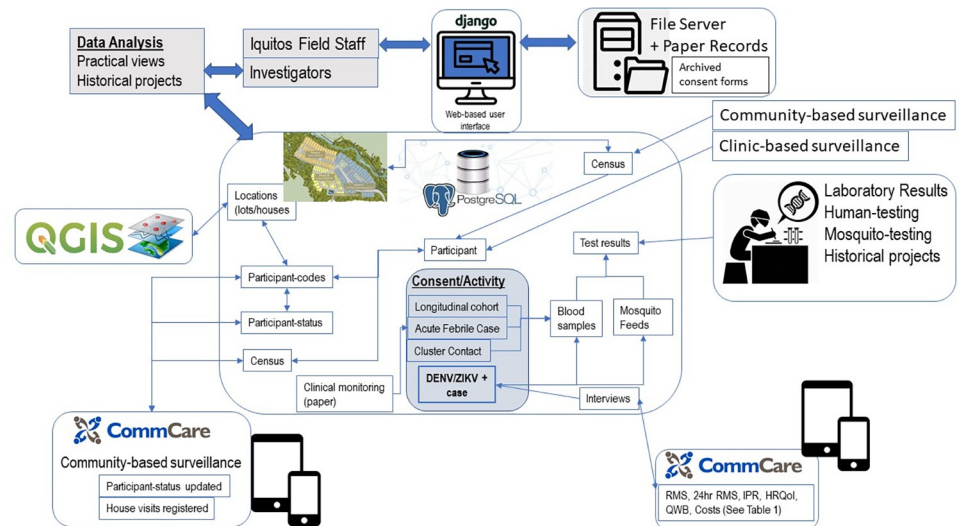 Data Analysis
Practical views
Historical projects
Iquitos Field Staff
Investigators
django
Web-based user
interface
File Server
+ Paper Records
Archived
consent forms
Community-based surveillance
Clinic-based surveillance
PostgreSQL
Census
Locations
(lots/houses
QGIS
Participant
Test results
Laboratory Results
Human-testing
Mosquito-testing
Historical projects
Participant-codes
Participant-status
Census
Consent/Activity
Longitudinal cohort
Acute Febrile Case
Cluster Contact
DENV/ZIKV +
case
Blood
samples
Mosquito
Feeds
Clinical monitoring
(paper)
Interviews
CommCare
Community-based surveillance
Participant-status updated
House visits registered
CommCare
RMS, 24hr RMS, IPR, HRQol,
QWB, Costs (See Table 1)